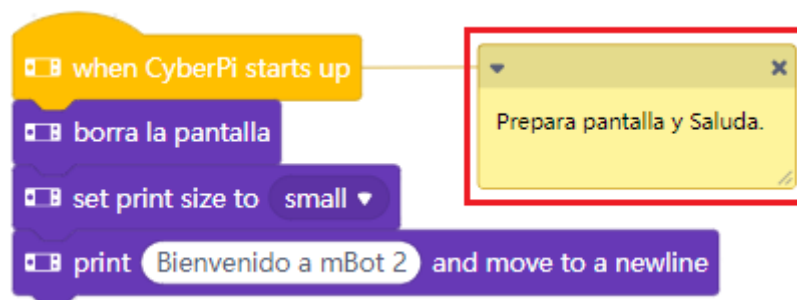 when CyberPi starts up
Prepara pantalla y Saluda.
borra la pantalla
set print size to small
print Bienvenido a mBot 2 and move to a newline